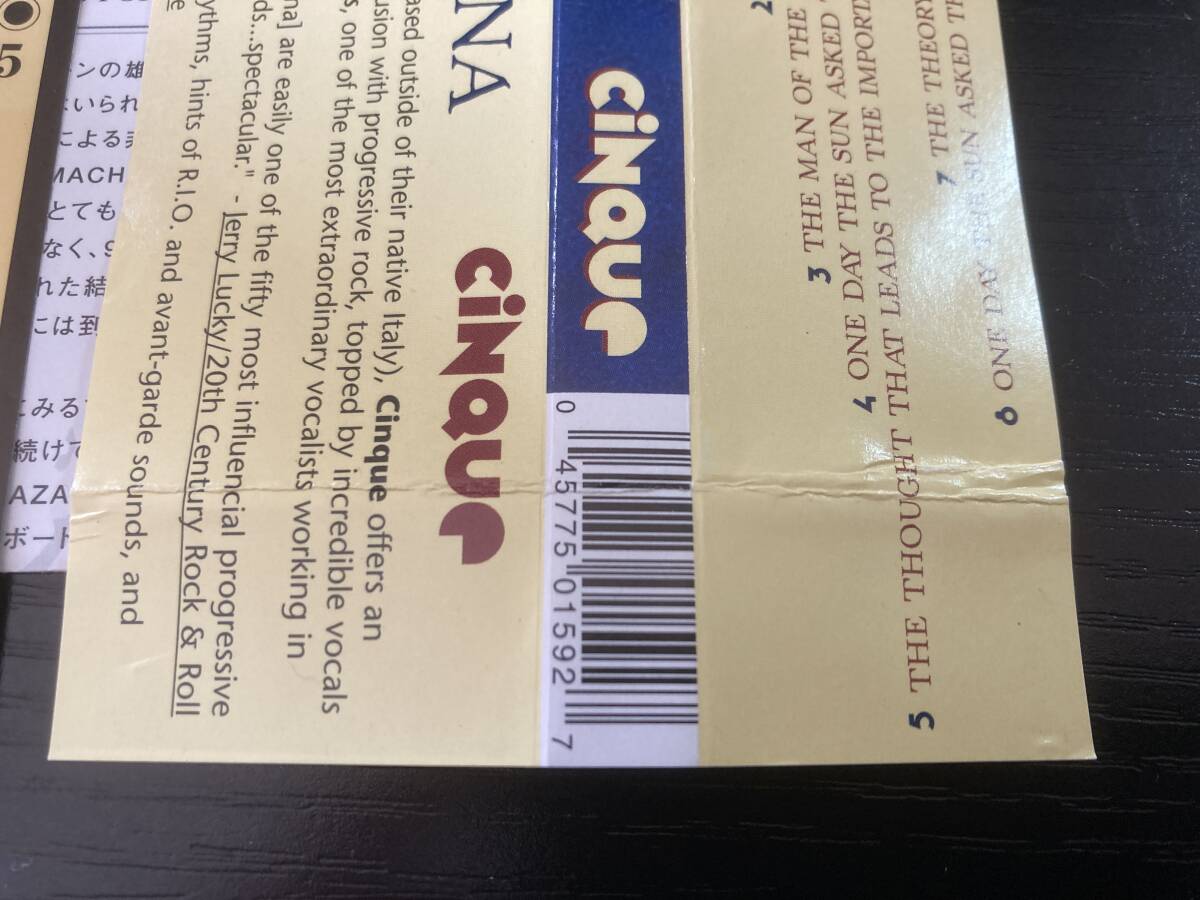 5
ンの雄
いられ
による
MACH
とても
なく、9
れた結
には到
にみる
続けて
AZA
ボート
NA
CINQUE
ased outside of their native Italy), Cinque offers an
usion with progressive rock, topped by incredible vocals
s, one of the most extraordinary vocalists working in
na] are easily one of the fifty most influencial progressive
ds...spectacular." - Jerry Lucky/20th Century Rock & Roll
ythms, hints of R.I.O. and avant-garde sounds, and
CINQUE
0 45775 01592 7
2
3 THE MAN OF THE
4 ONE DAY THE SUN ASKED
5 THE THOUGHT THAT LEADS TO THE IMPORT
7 THE THEORY
6 ONE DAY THE SUN ASKED TH